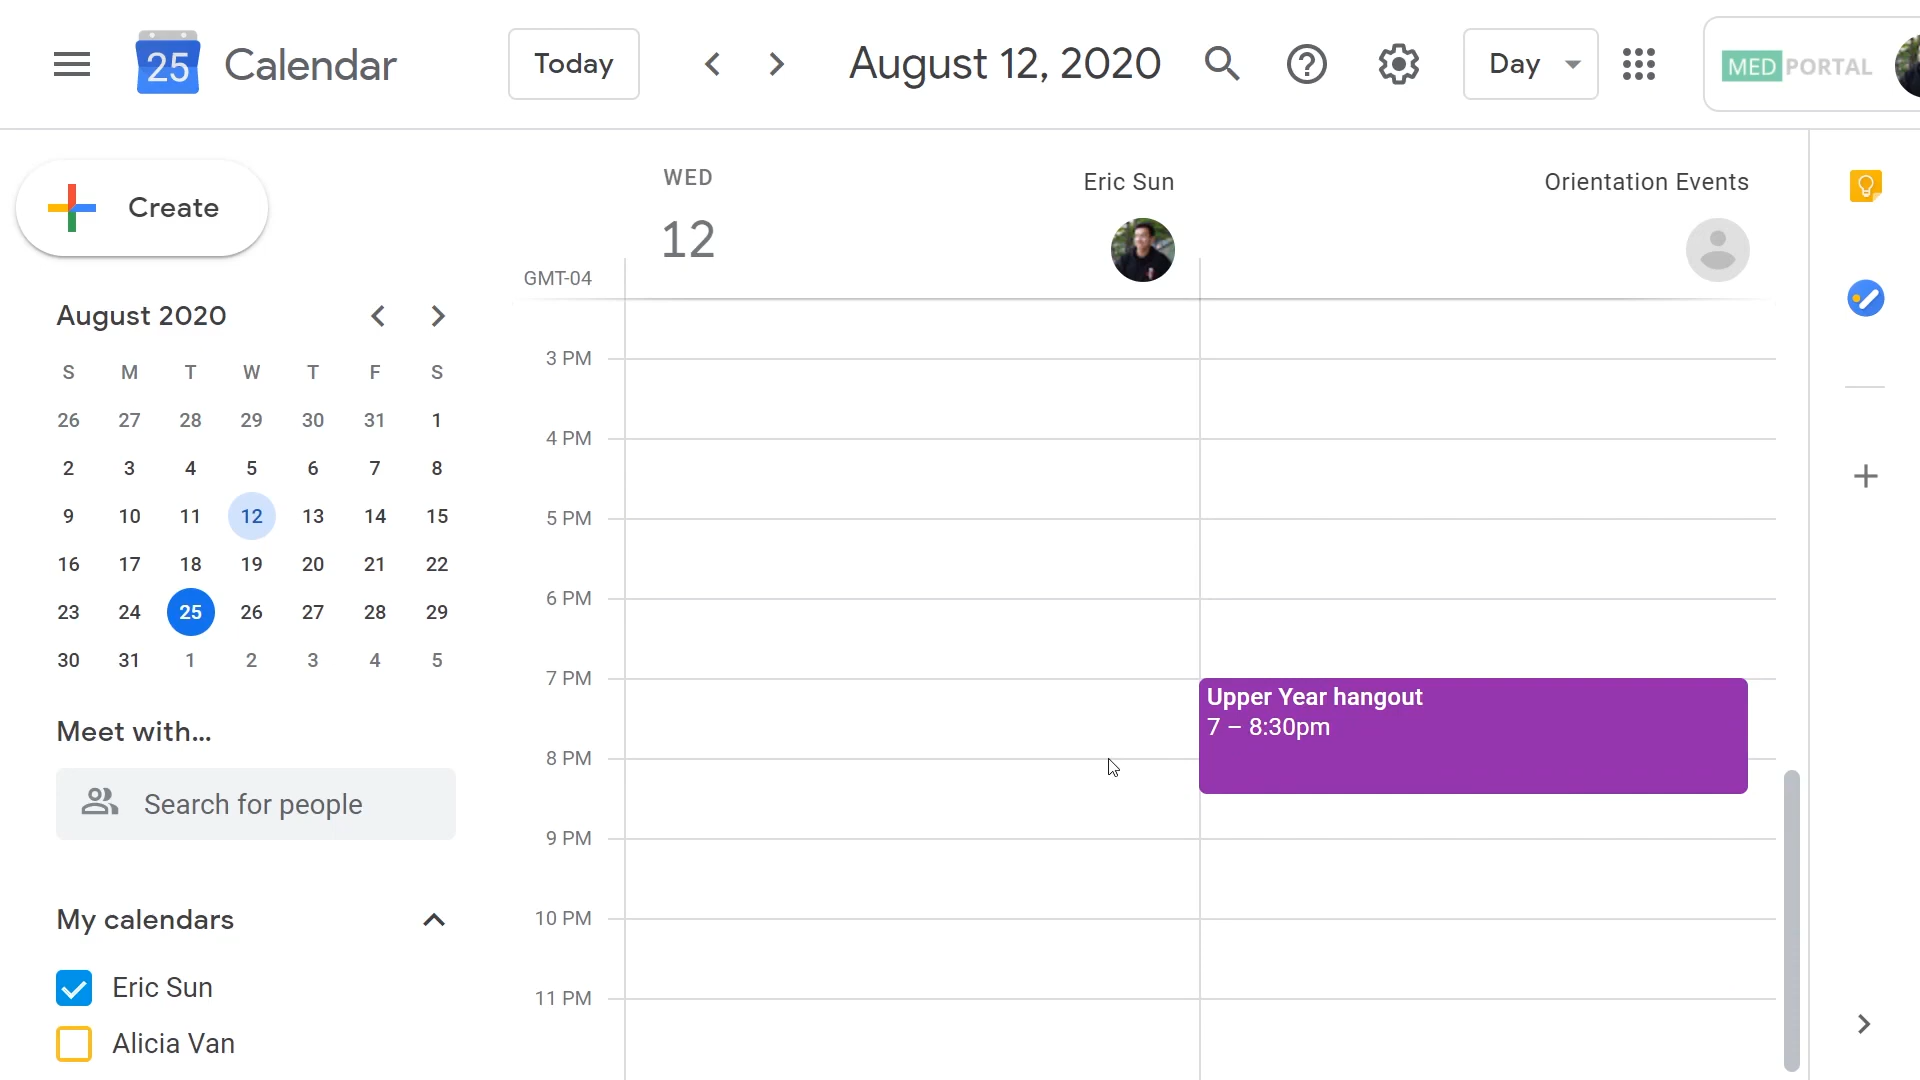 25 Calendar
Today
August 12, 2020
Day
MED PORTAL
Create
WED
12
Eric Sun
Orientation Events
GMT-04
August 2020
S M T W T F S
26 27 28 29 30 31 1
2 3 4 5 6 7 8
9 10 11 12 13 14 15
16 17 18 19 20 21 22
23 24 25 26 27 28 29
30 31 1 2 3 4 5
Meet with...
Search for people
My calendars
Eric Sun
Alicia Van
3 PM
4 PM
5 PM
6 PM
7 PM
Upper Year hangout
7 – 8:30pm
8 PM
9 PM
10 PM
11 PM